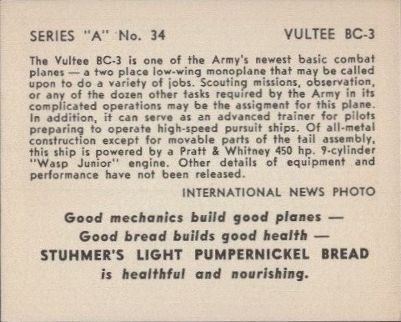 SERIES "A" No. 34 VULTEE BC-3
The Vultee BC-3 is one of the Army's newest basic combat
planes — a two place low-wing monoplane that may be called
upon to do a variety of jobs. Scouting missions, observation,
or any of the dozen other tasks required by the Army in its
complicated operations may be the assigment for this plane.
In addition, it can serve as an advanced trainer for pilots
preparing to operate high-speed pursuit ships. Of all-metal
construction except for movable parts of the tail assembly,
this ship is powered by a Pratt & Whitney 450 hp. 9-cylinder
"Wasp Junior" engine. Other details of equipment and
performance have not been released.
INTERNATIONAL NEWS PHOTO
Good mechanics build good planes —
Good bread builds good health —
STUHMER'S LIGHT PUMPERNICKEL BREAD
is healthful and nourishing.